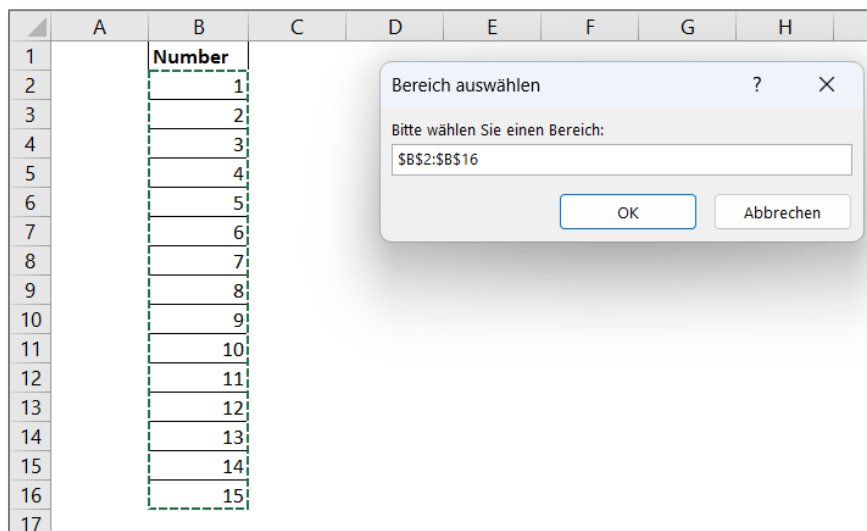 A B C D E F G H
1 Number
2 1
3 2
4 3
5 4
6 5
7 6
8 7
9 8
10 9
11 10
12 11
13 12
14 13
15 14
16 15
17
Bereich auswählen ?
Bitte wählen Sie einen Bereich:
$B$2:$B$16
OK Abbrechen